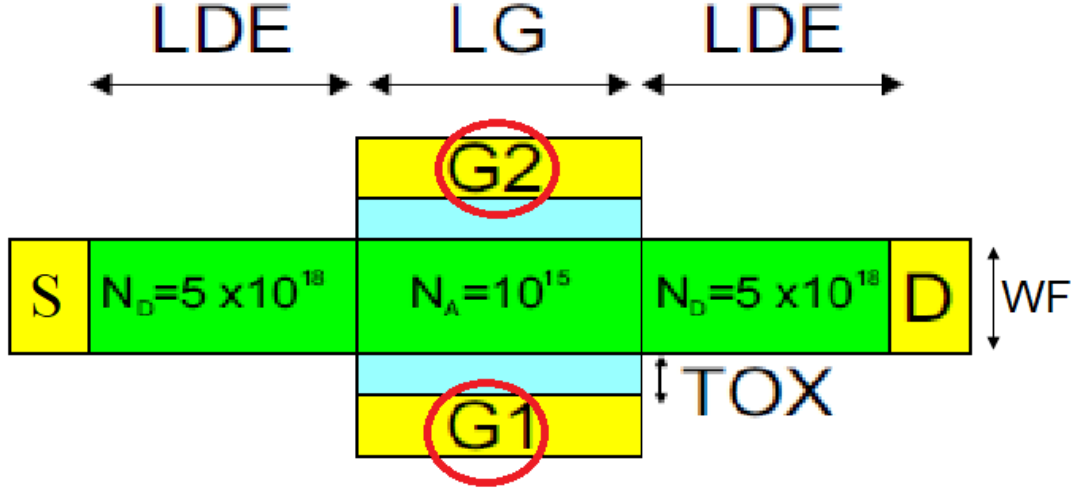 LDE LG LDE
G2
S N_D=5 x10^18 N_A=10^15 N_D=5 x10^18 D WF
TOX
G1